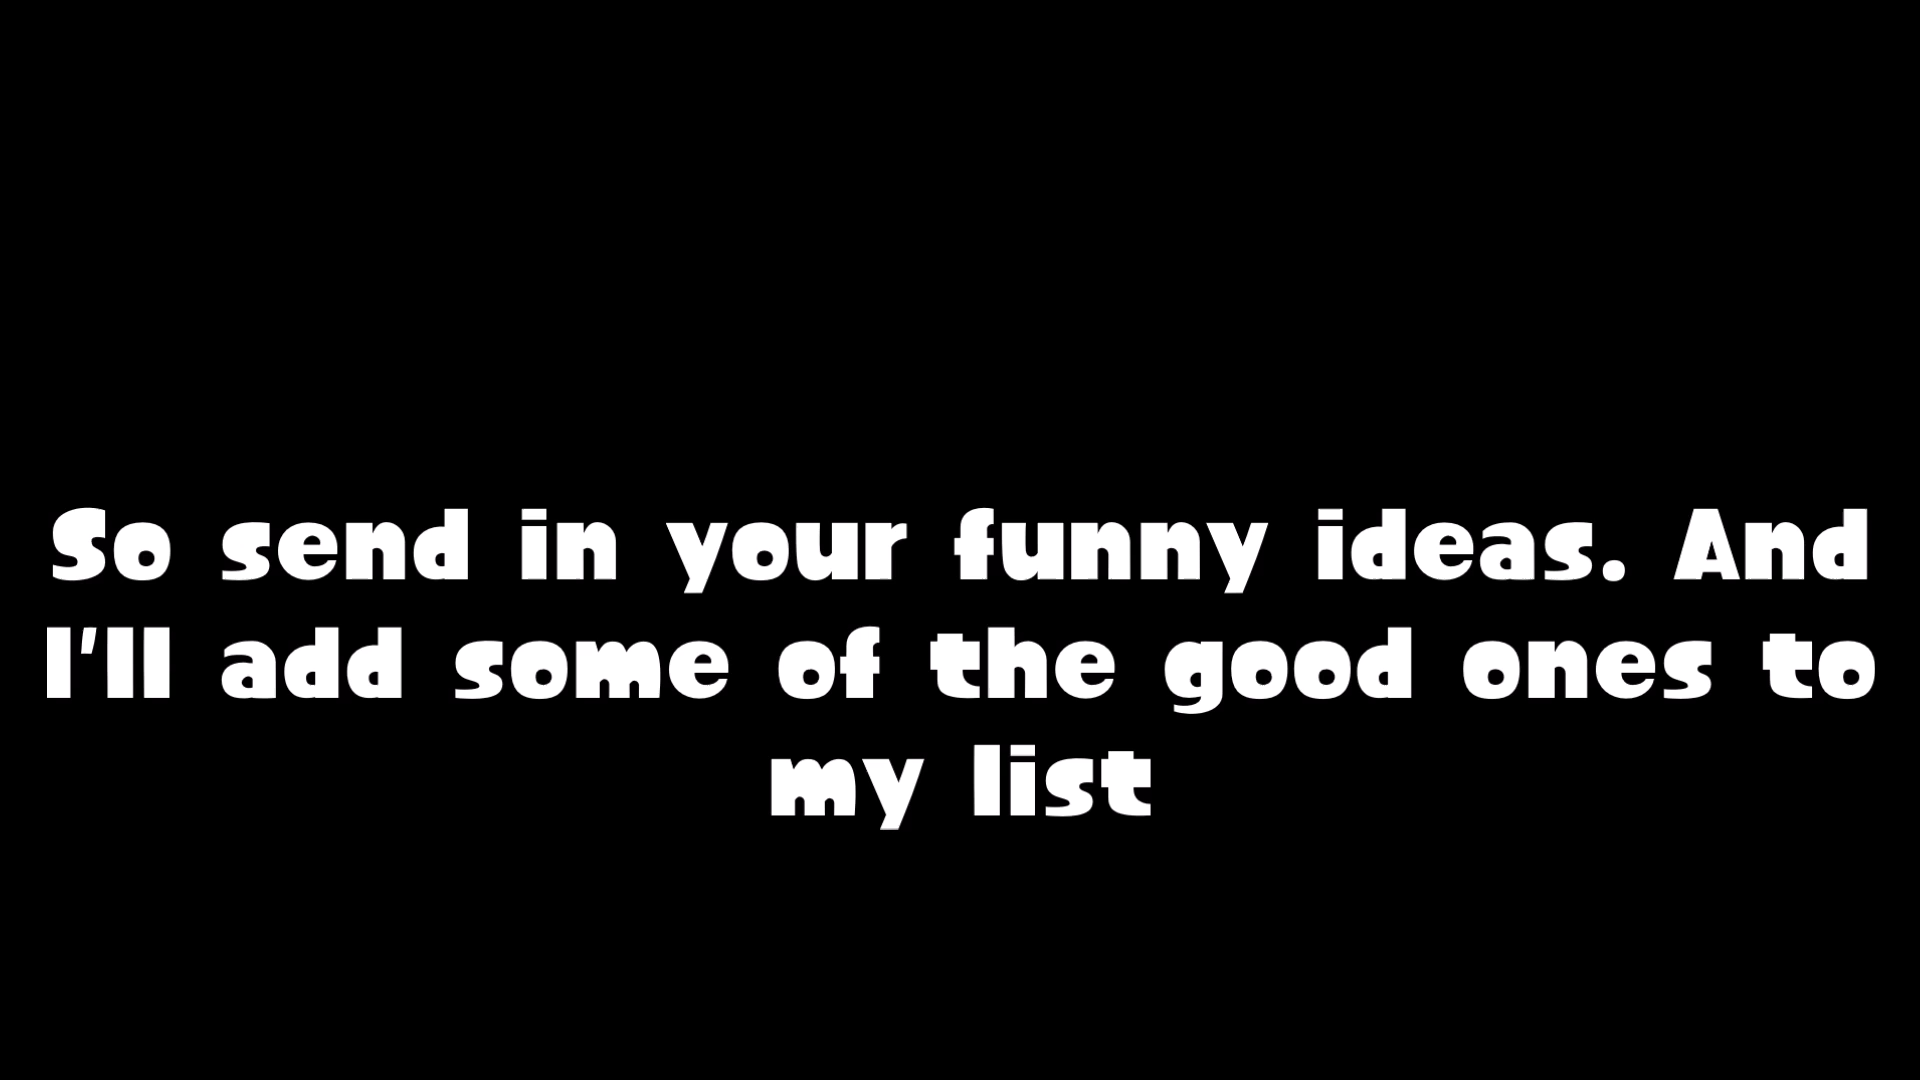 So send in your funny ideas. And
I'll add some of the good ones to
my list